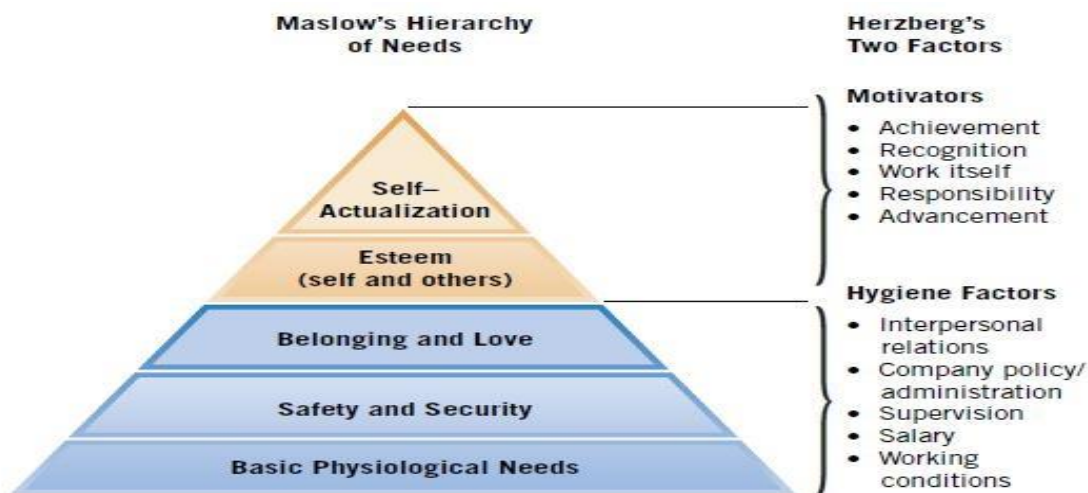 Maslow's Hierarchy
of Needs
Self–
Actualization
Esteem
(self and others)
Belonging and Love
Safety and Security
Basic Physiological Needs
Herzberg's
Two Factors
Motivators
• Achievement
• Recognition
• Work itself
• Responsibility
• Advancement
Hygiene Factors
• Interpersonal
relations
• Company policy/
administration
• Supervision
• Salary
• Working
conditions